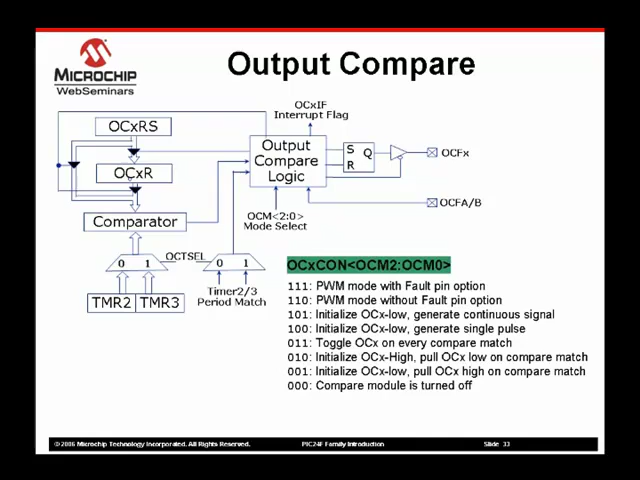 MICROCHIP
WebSeminars
Output Compare
OCxIF
Interrupt Flag
OCxRS
OCxR
Comparator
Output
Compare
Logic
S Q
R
OCFx
OCFA/B
OCM<2:0>
Mode Select
OCTSEL
0 1
0 1
TMR2 TMR3
Timer2/3
Period Match
OCxCON<OCM2:OCM0>
111: PWM mode with Fault pin option
110: PWM mode without Fault pin option
101: Initialize OCx-low, generate continuous signal
100: Initialize OCx-low, generate single pulse
011: Toggle OCx on every compare match
010: Initialize OCx-High, pull OCx low on compare match
001: Initialize OCx-low, pull OCx high on compare match
000: Compare module is turned off
© 2006 Microchip Technology Incorporated. All Rights Reserved.
PIC24F Family Introduction
Slide 33